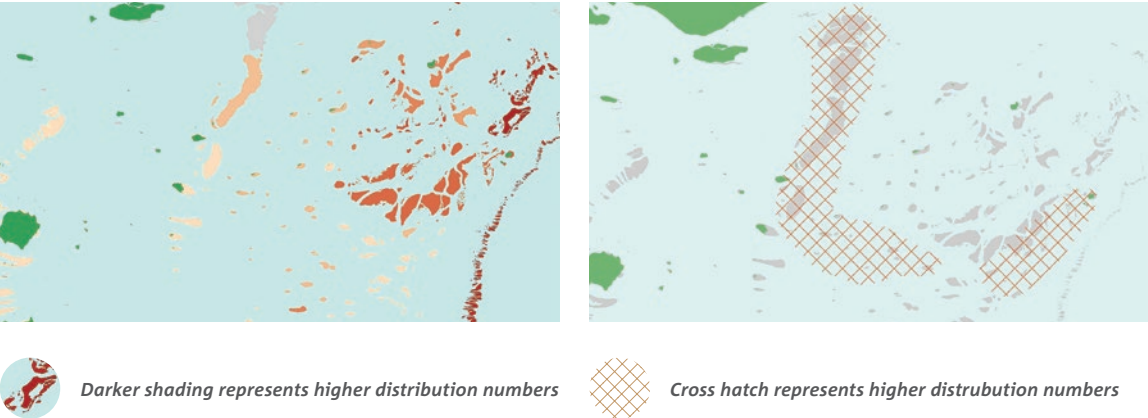 Darker shading represents higher distribution numbers
Cross hatch represents higher distrubution numbers